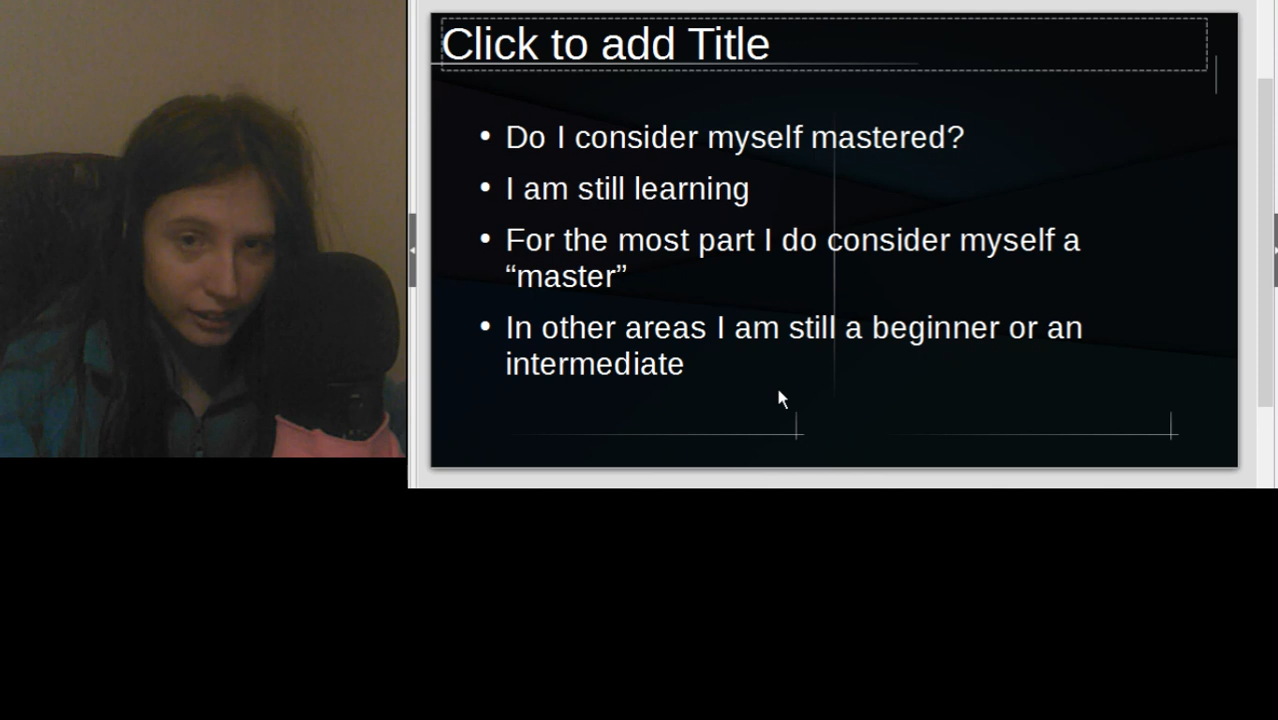 Click to add Title
• Do I consider myself mastered?
• I am still learning
• For the most part I do consider myself a
“master”
• In other areas I am still a beginner or an
intermediate